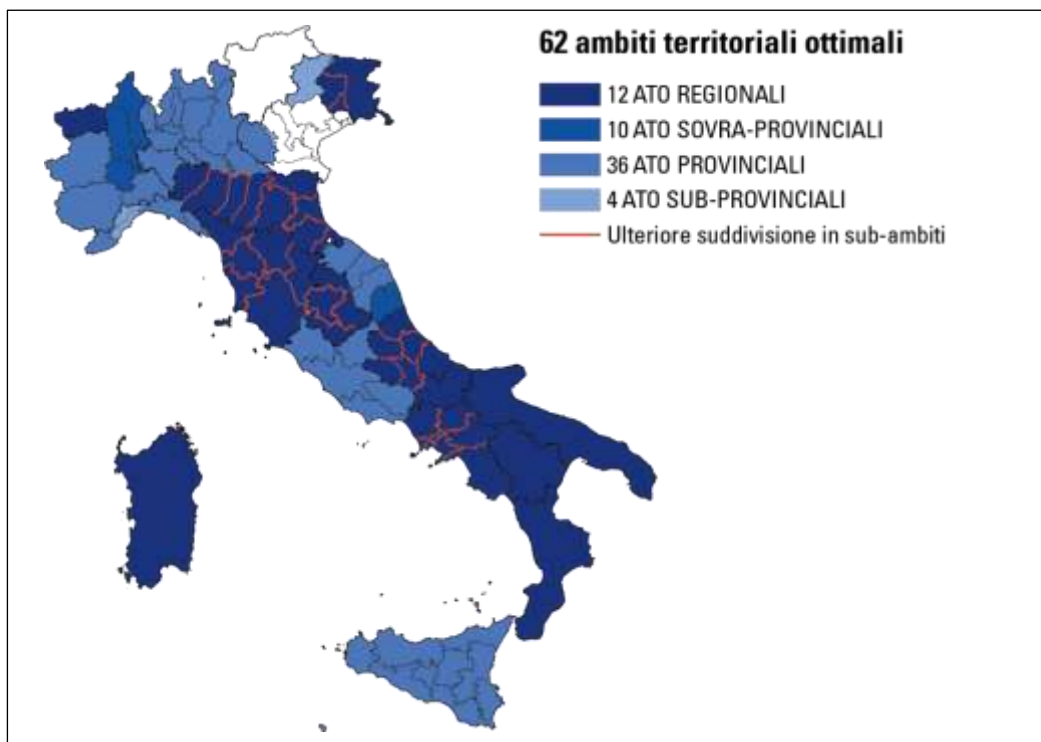 62 ambiti territoriali ottimali
12 ATO REGIONALI
10 ATO SOVRA-PROVINCIALI
36 ATO PROVINCIALI
4 ATO SUB-PROVINCIALI
Ulteriore suddivisione in sub-ambiti